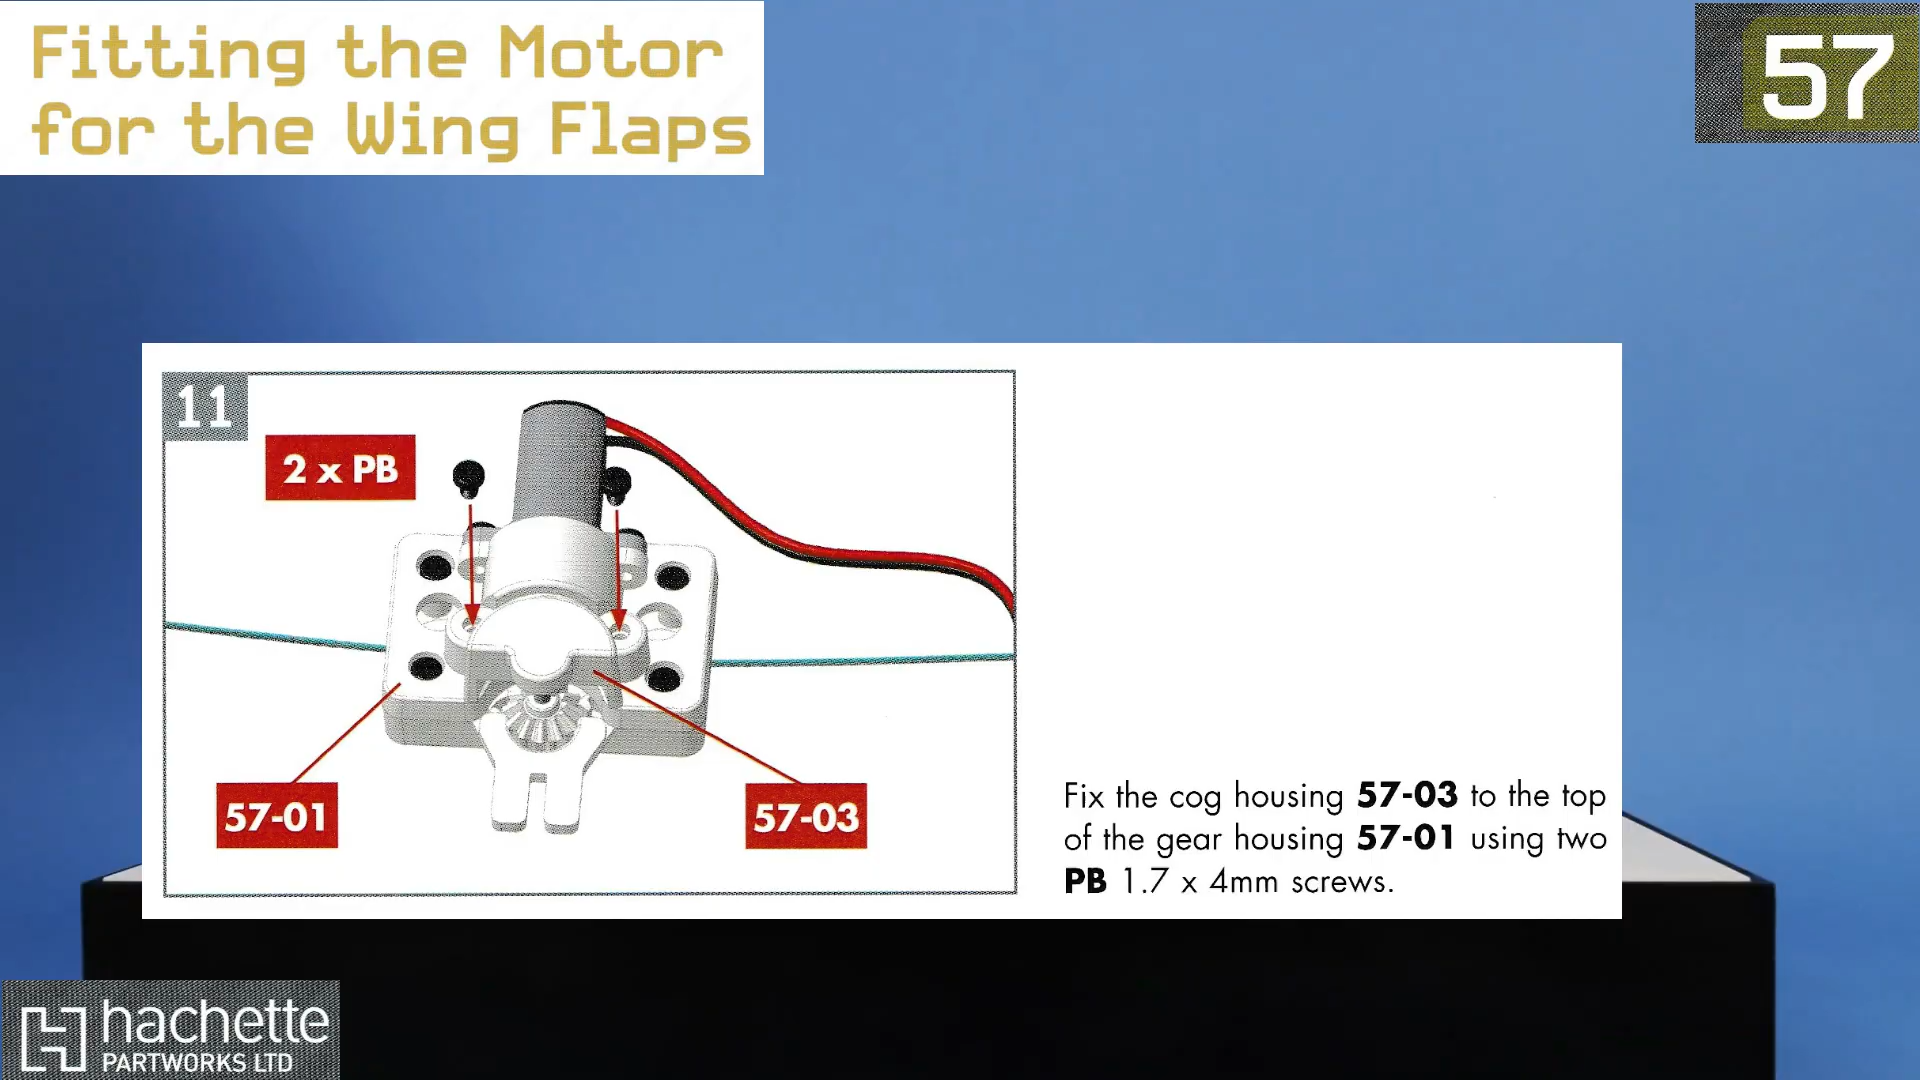 Fitting the Motor
for the Wing Flaps
57
11
2 x PB
57-01
57-03
Fix the cog housing 57-03 to the top
of the gear housing 57-01 using two
PB 1.7 x 4mm screws.
hachette
PARTWORKS LTD